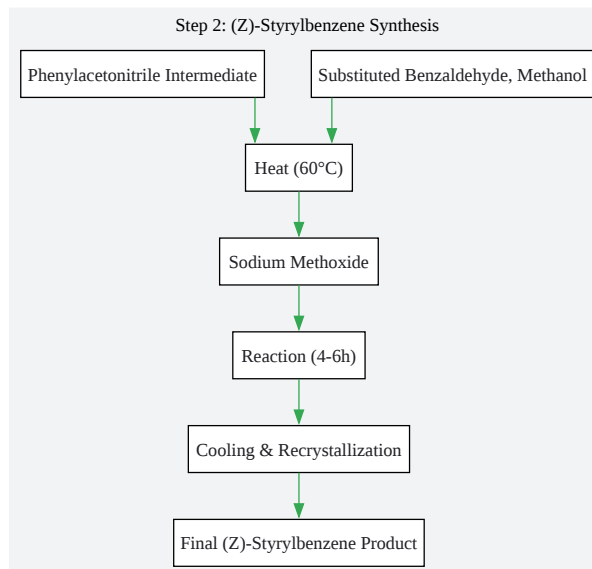 Step 2: (Z)-Styrylbenzene Synthesis
Phenylacetonitrile Intermediate
Substituted Benzaldehyde, Methanol
Heat (60°C)
Sodium Methoxide
Reaction (4-6h)
Cooling & Recrystallization
Final (Z)-Styrylbenzene Product